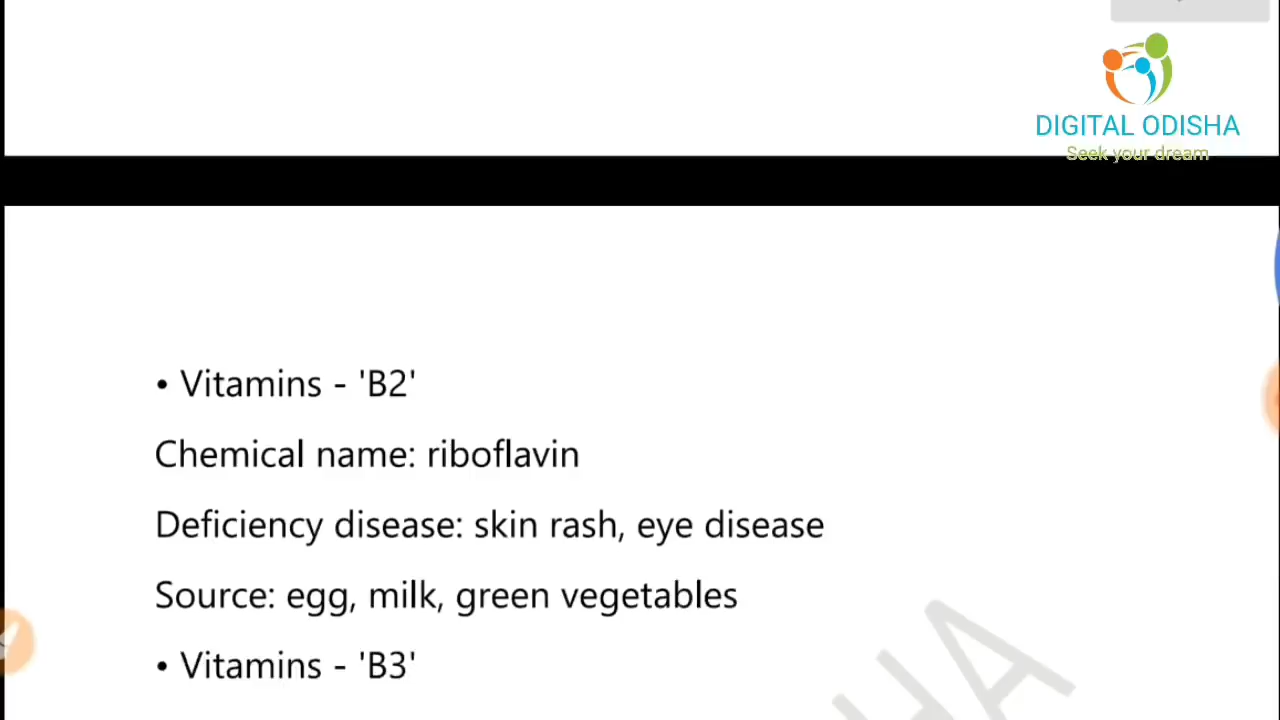 DIGITAL ODISHA
Seek your dream
• Vitamins - 'B2'
Chemical name: riboflavin
Deficiency disease: skin rash, eye disease
Source: egg, milk, green vegetables
• Vitamins - 'B3'
HA